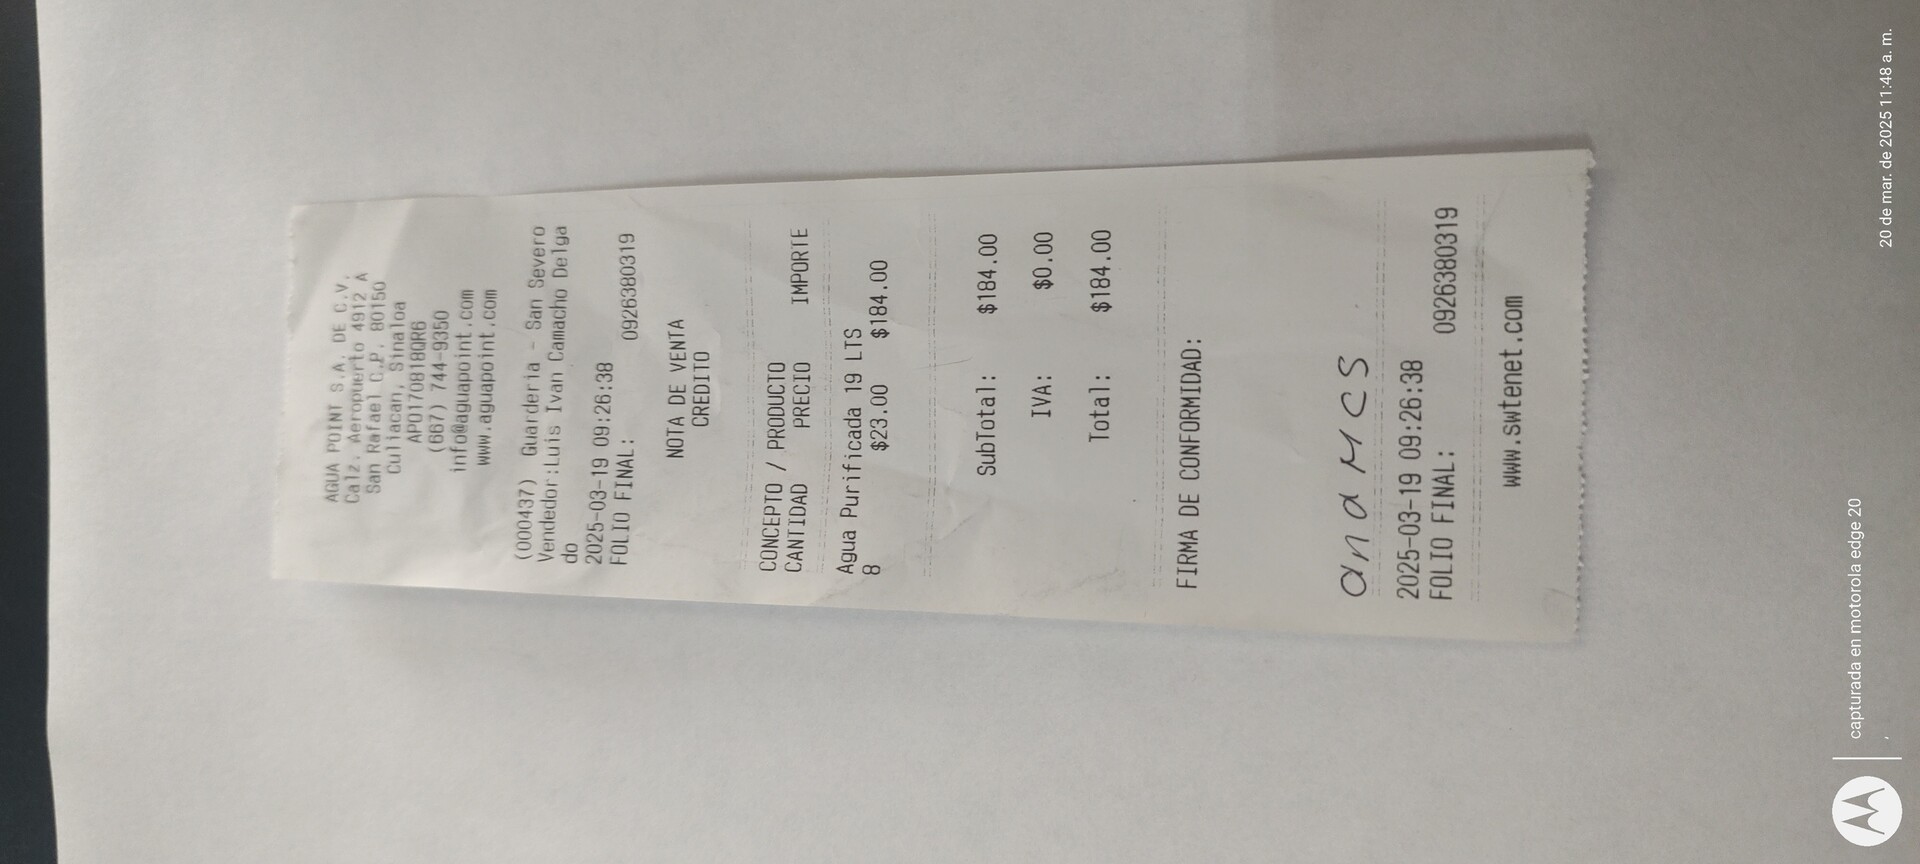 AGUA POINT S.A. DE C.V.
Calz. Aeropuerto 4912 A
San Rafael C.P. 80150
Culiacan, Sinaloa
APO170818QR6
(667) 744-9350
info@aguapoint.com
www.aguapoint.com
(000437) Guarderia - San Severo
Vendedor:Luis Ivan Camacho Delga
do
2025-03-19 09:26:38
FOLIO FINAL: 0926380319
NOTA DE VENTA
CREDITO
CONCEPTO / PRODUCTO
CANTIDAD PRECIO IMPORTE
Agua Purificada 19 LTS
8 $23.00 $184.00
SubTotal: $184.00
IVA: $0.00
Total: $184.00
FIRMA DE CONFORMIDAD:
ana M C S
2025-03-19 09:26:38
FOLIO FINAL: 0926380319
www.swtenet.com
capturada en motorola edge 20
,
20 de mar. de 2025 11:48 a. m.